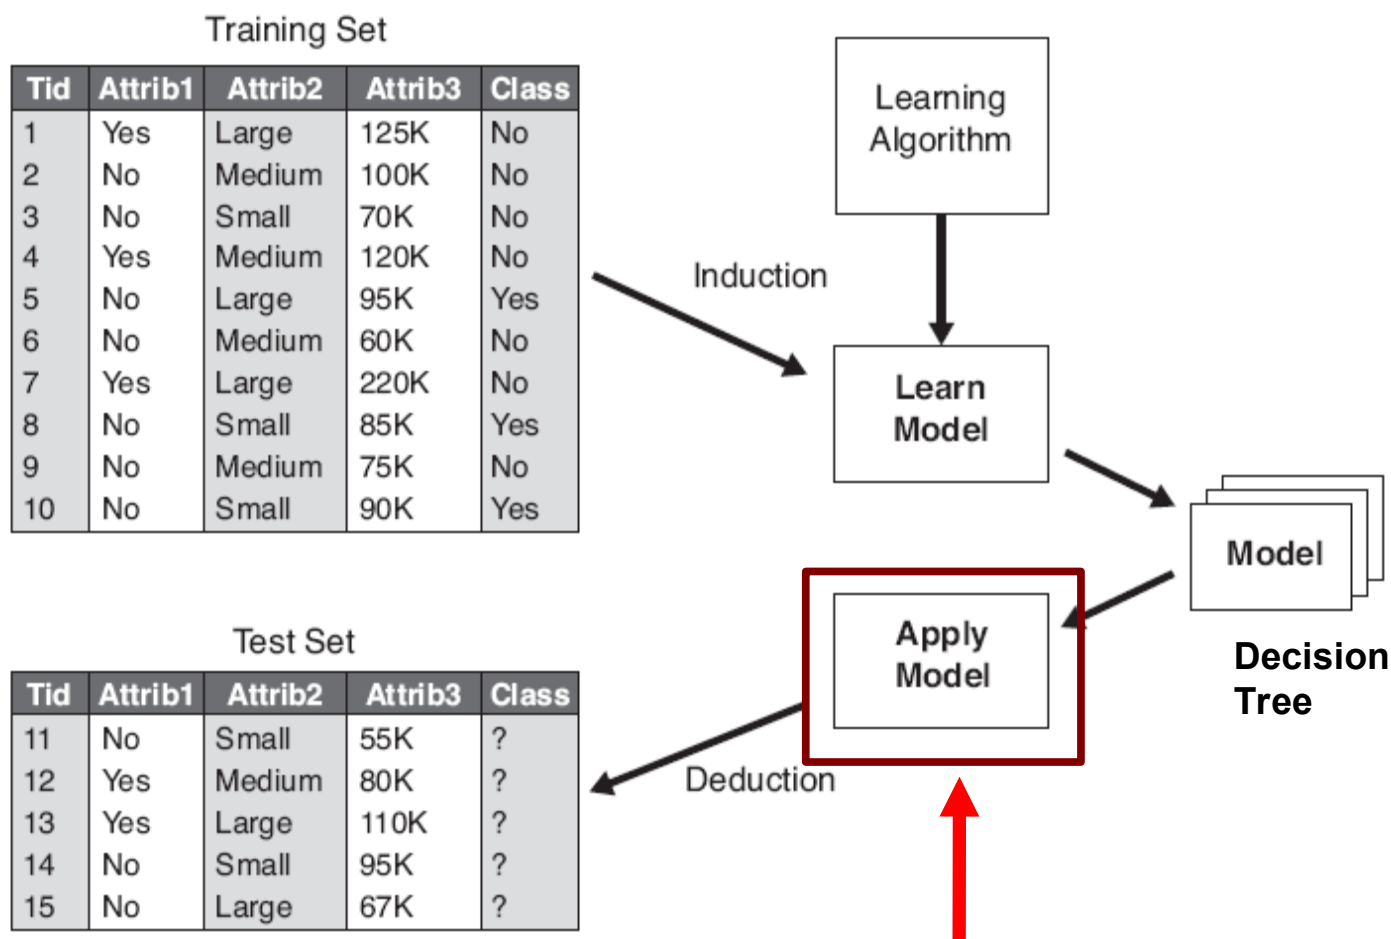 Training Set
Tid Attrib1 Attrib2 Attrib3 Class
1 Yes Large 125K No
2 No Medium 100K No
3 No Small 70K No
4 Yes Medium 120K No
5 No Large 95K Yes
6 No Medium 60K No
7 Yes Large 220K No
8 No Small 85K Yes
9 No Medium 75K No
10 No Small 90K Yes
Learning
Algorithm
Induction
Learn
Model
Model
Decision
Tree
Apply
Model
Deduction
Test Set
Tid Attrib1 Attrib2 Attrib3 Class
11 No Small 55K ?
12 Yes Medium 80K ?
13 Yes Large 110K ?
14 No Small 95K ?
15 No Large 67K ?